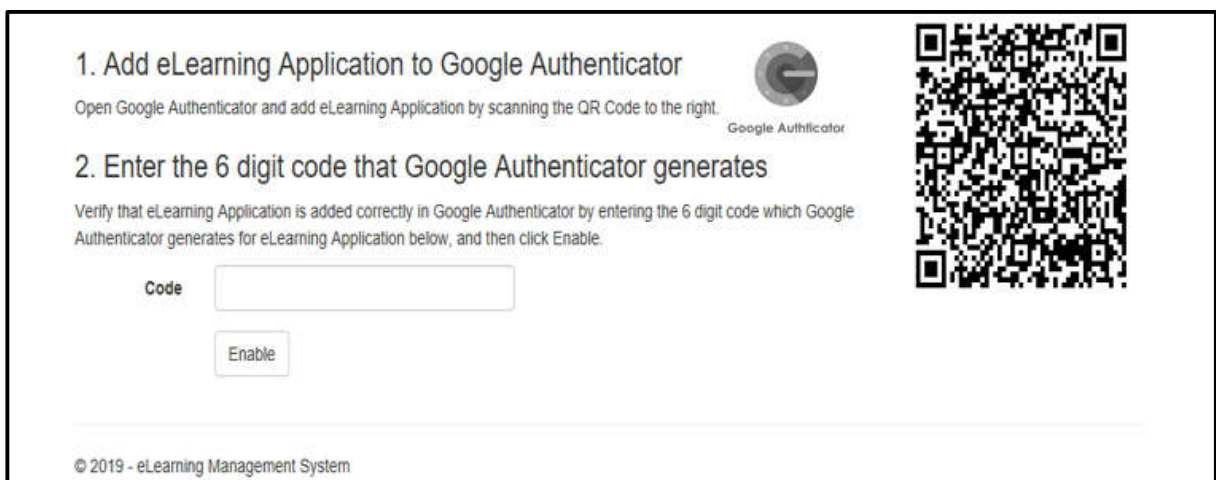 1. Add eLearning Application to Google Authenticator
Open Google Authenticator and add eLearning Application by scanning the QR Code to the right.
Google Authticator
2. Enter the 6 digit code that Google Authenticator generates
Verify that eLearning Application is added correctly in Google Authenticator by entering the 6 digit code which Google
Authenticator generates for eLearning Application below, and then click Enable.
Code
Enable
© 2019 - eLearning Management System